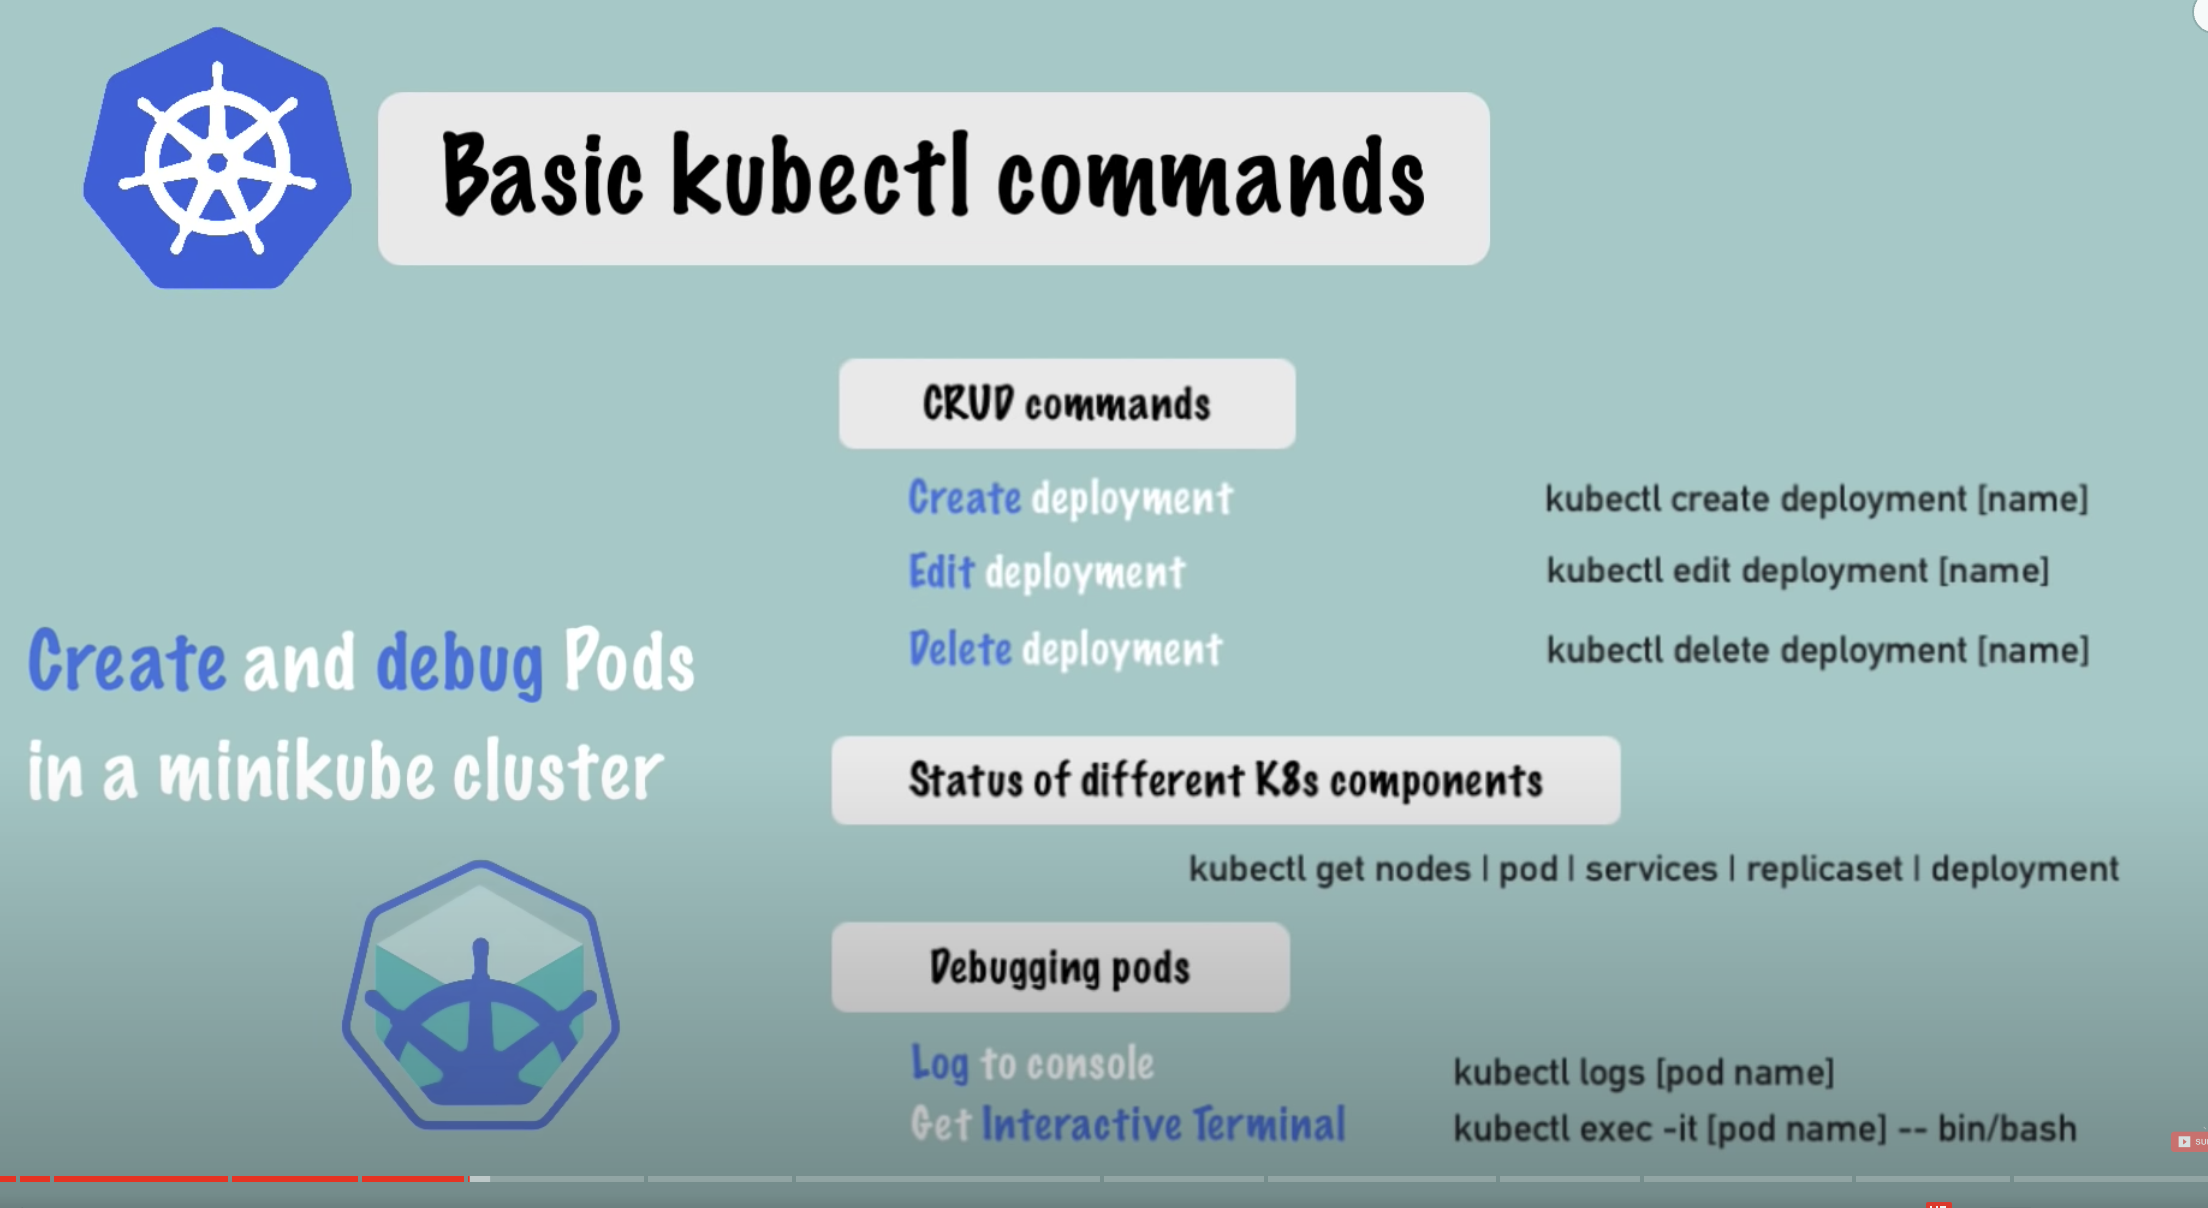 Basic kubectl commands
Create and debug Pods
in a minikube cluster
CRUD commands
Create deployment kubectl create deployment [name]
Edit deployment kubectl edit deployment [name]
Delete deployment kubectl delete deployment [name]
Status of different K8s components
kubectl get nodes | pod | services | replicaset | deployment
Debugging pods
Log to console kubectl logs [pod name]
Get Interactive Terminal kubectl exec -it [pod name] -- bin/bash